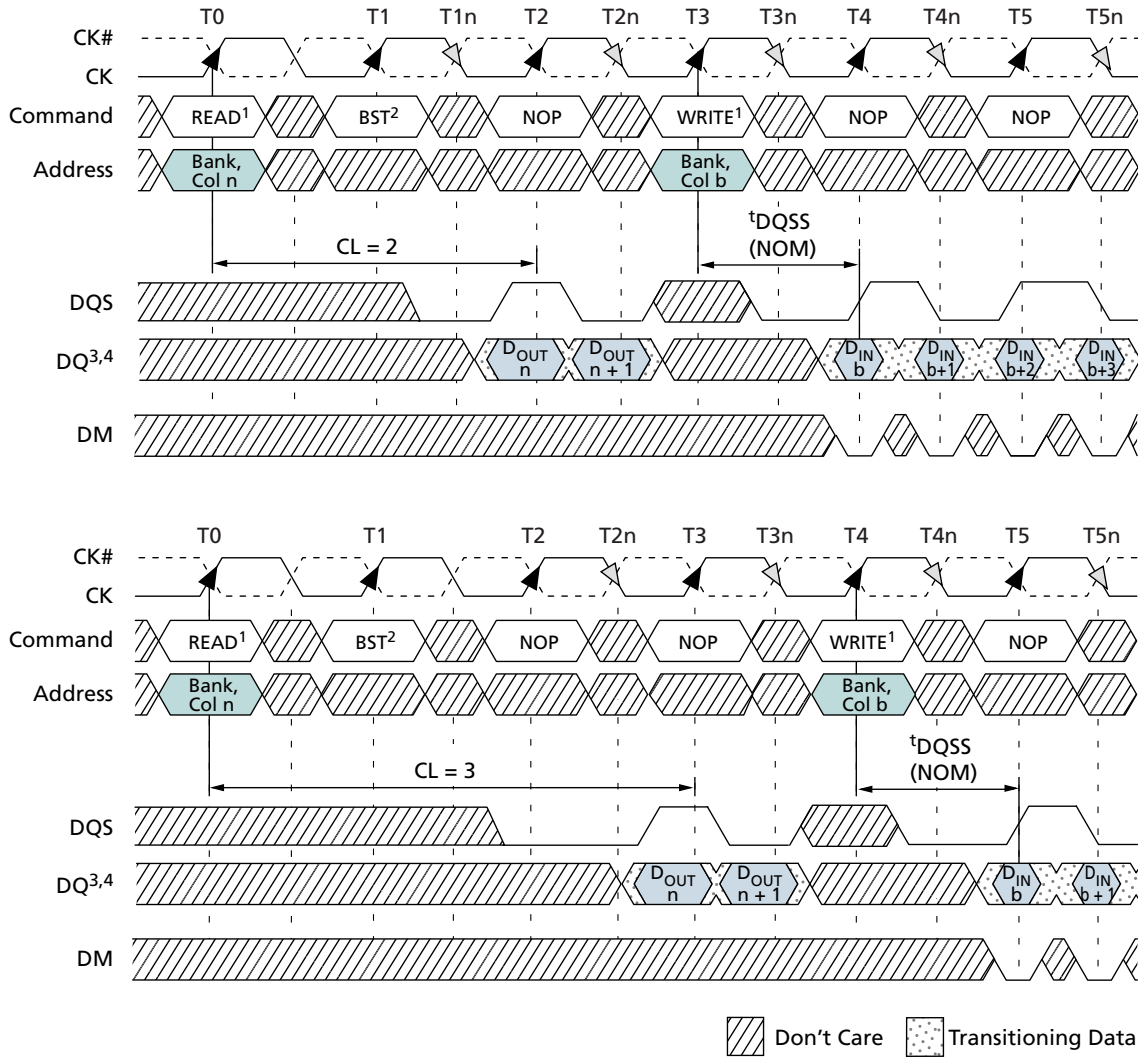 T0 T1 T1n T2 T2n T3 T3n T4 T4n T5 T5n
CK#
CK
Command READ¹ BST² NOP WRITE¹ NOP NOP
Address Bank, Col n Bank, Col b
CL = 2
tDQSS (NOM)
DQS
DQ³,⁴ DOUT n DOUT n + 1 DIN b DIN b+1 DIN b+2 DIN b+3
DM
T0 T1 T2 T2n T3 T3n T4 T4n T5 T5n
CK#
CK
Command READ¹ BST² NOP NOP WRITE¹ NOP
Address Bank, Col n Bank, Col b
CL = 3
tDQSS (NOM)
DQS
DQ³,⁴ DOUT n DOUT n + 1 DIN b DIN b + 1
DM
Don't Care Transitioning Data